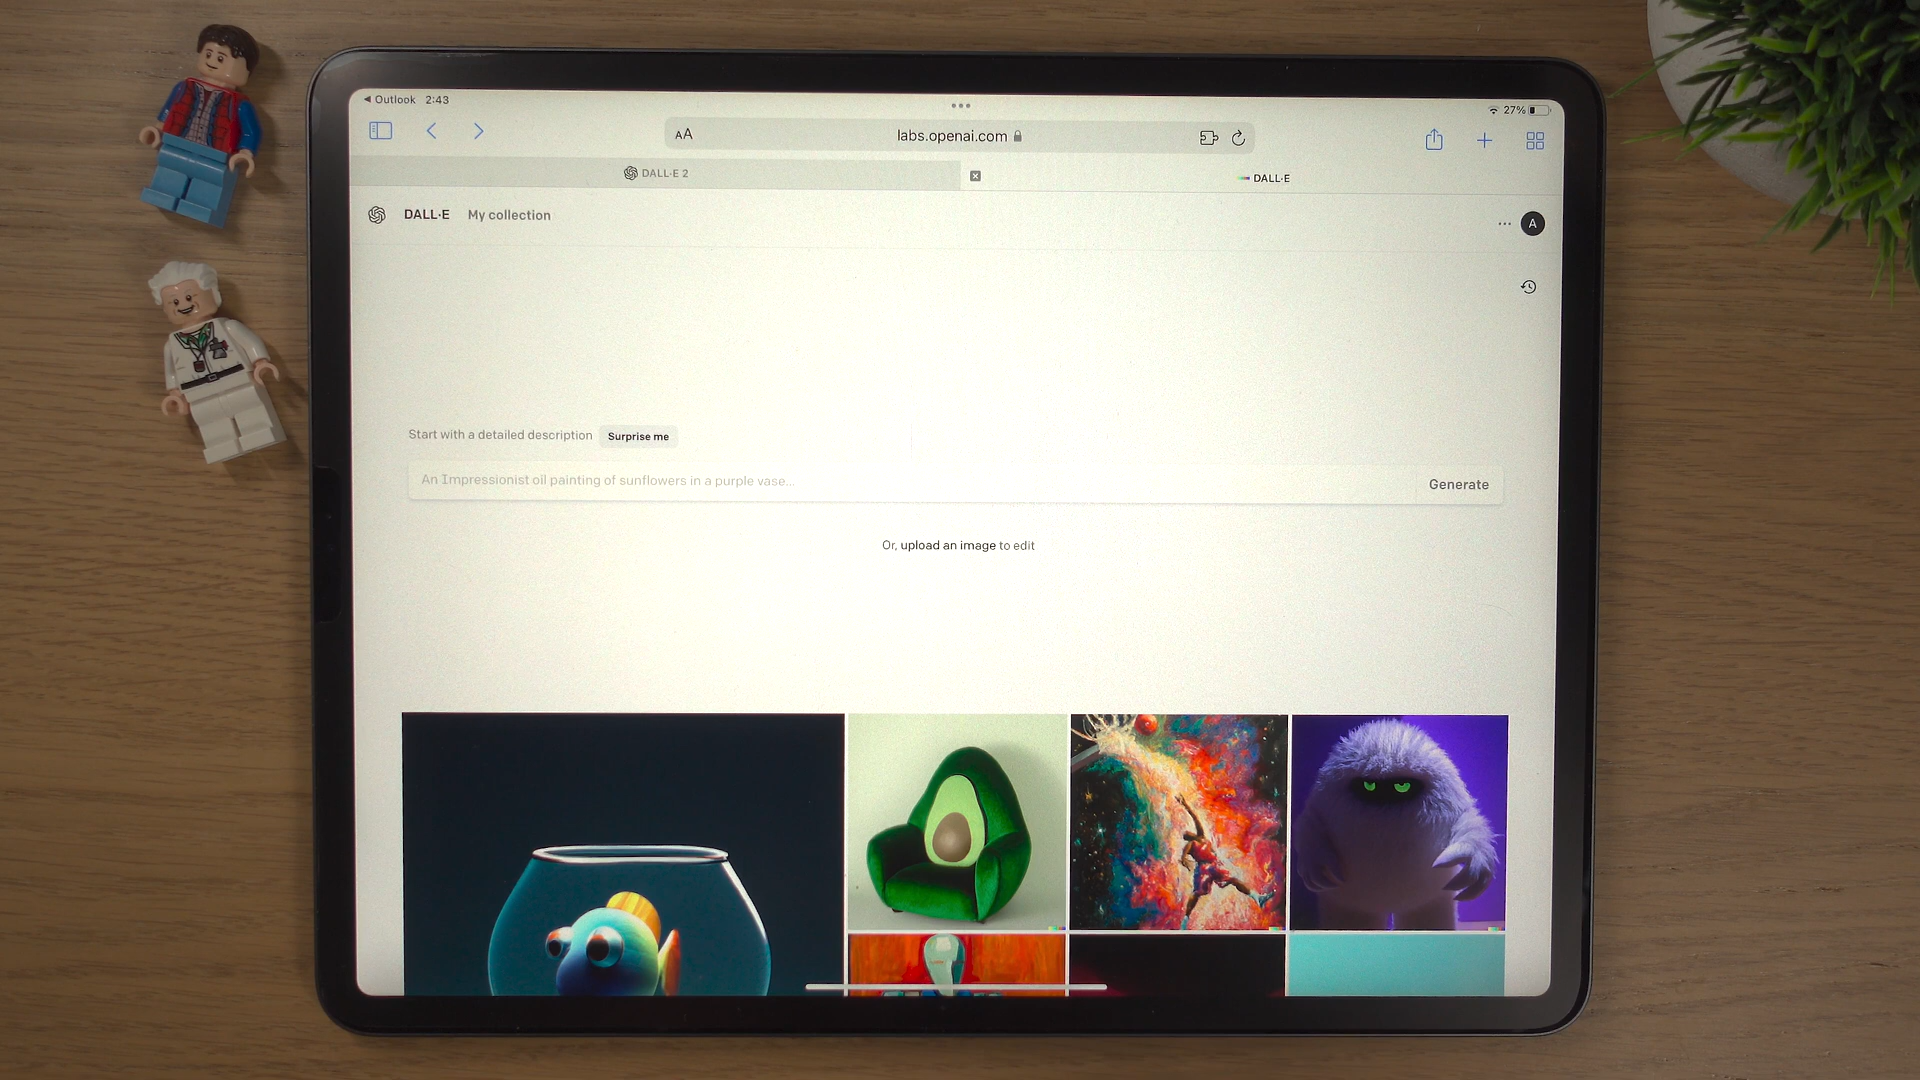 ◀ Outlook 2:43
27%
AA labs.openai.com
DALL·E 2
DALL·E
DALL·E My collection
A
Start with a detailed description Surprise me
An Impressionist oil painting of sunflowers in a purple vase...
Generate
Or, upload an image to edit